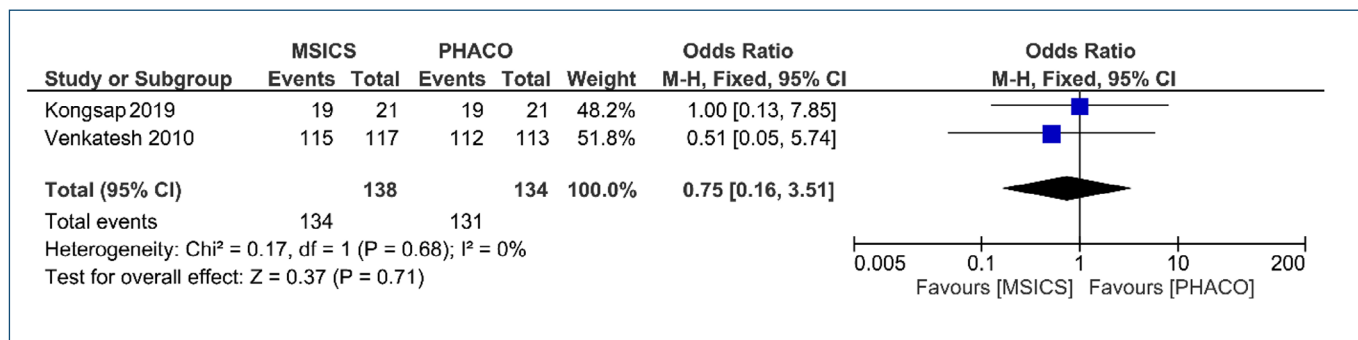 MSICS PHACO Odds Ratio Odds Ratio
Study or Subgroup Events Total Events Total Weight M-H, Fixed, 95% CI M-H, Fixed, 95% CI
Kongsap 2019 19 21 19 21 48.2% 1.00 [0.13, 7.85]
Venkatesh 2010 115 117 112 113 51.8% 0.51 [0.05, 5.74]
Total (95% CI) 138 134 100.0% 0.75 [0.16, 3.51]
Total events 134 131
Heterogeneity: Chi² = 0.17, df = 1 (P = 0.68); I² = 0%
Test for overall effect: Z = 0.37 (P = 0.71)
0.005 0.1 1 10 200
Favours [MSICS] Favours [PHACO]